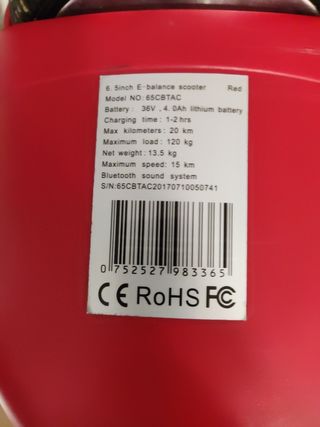 6.5inch E-balance scooter Red
Model NO:65CBTAC
Battery: 36V , 4.0Ah lithium battery
Charging time: 1-2 hrs
Max kilometers: 20 km
Maximum load: 120 kg
Net weight: 13.5 kg
Maximum speed: 15 km
Bluetooth sound system
S/N:65CBTAC20170710050741
0 752527 983365
CE RoHS FC